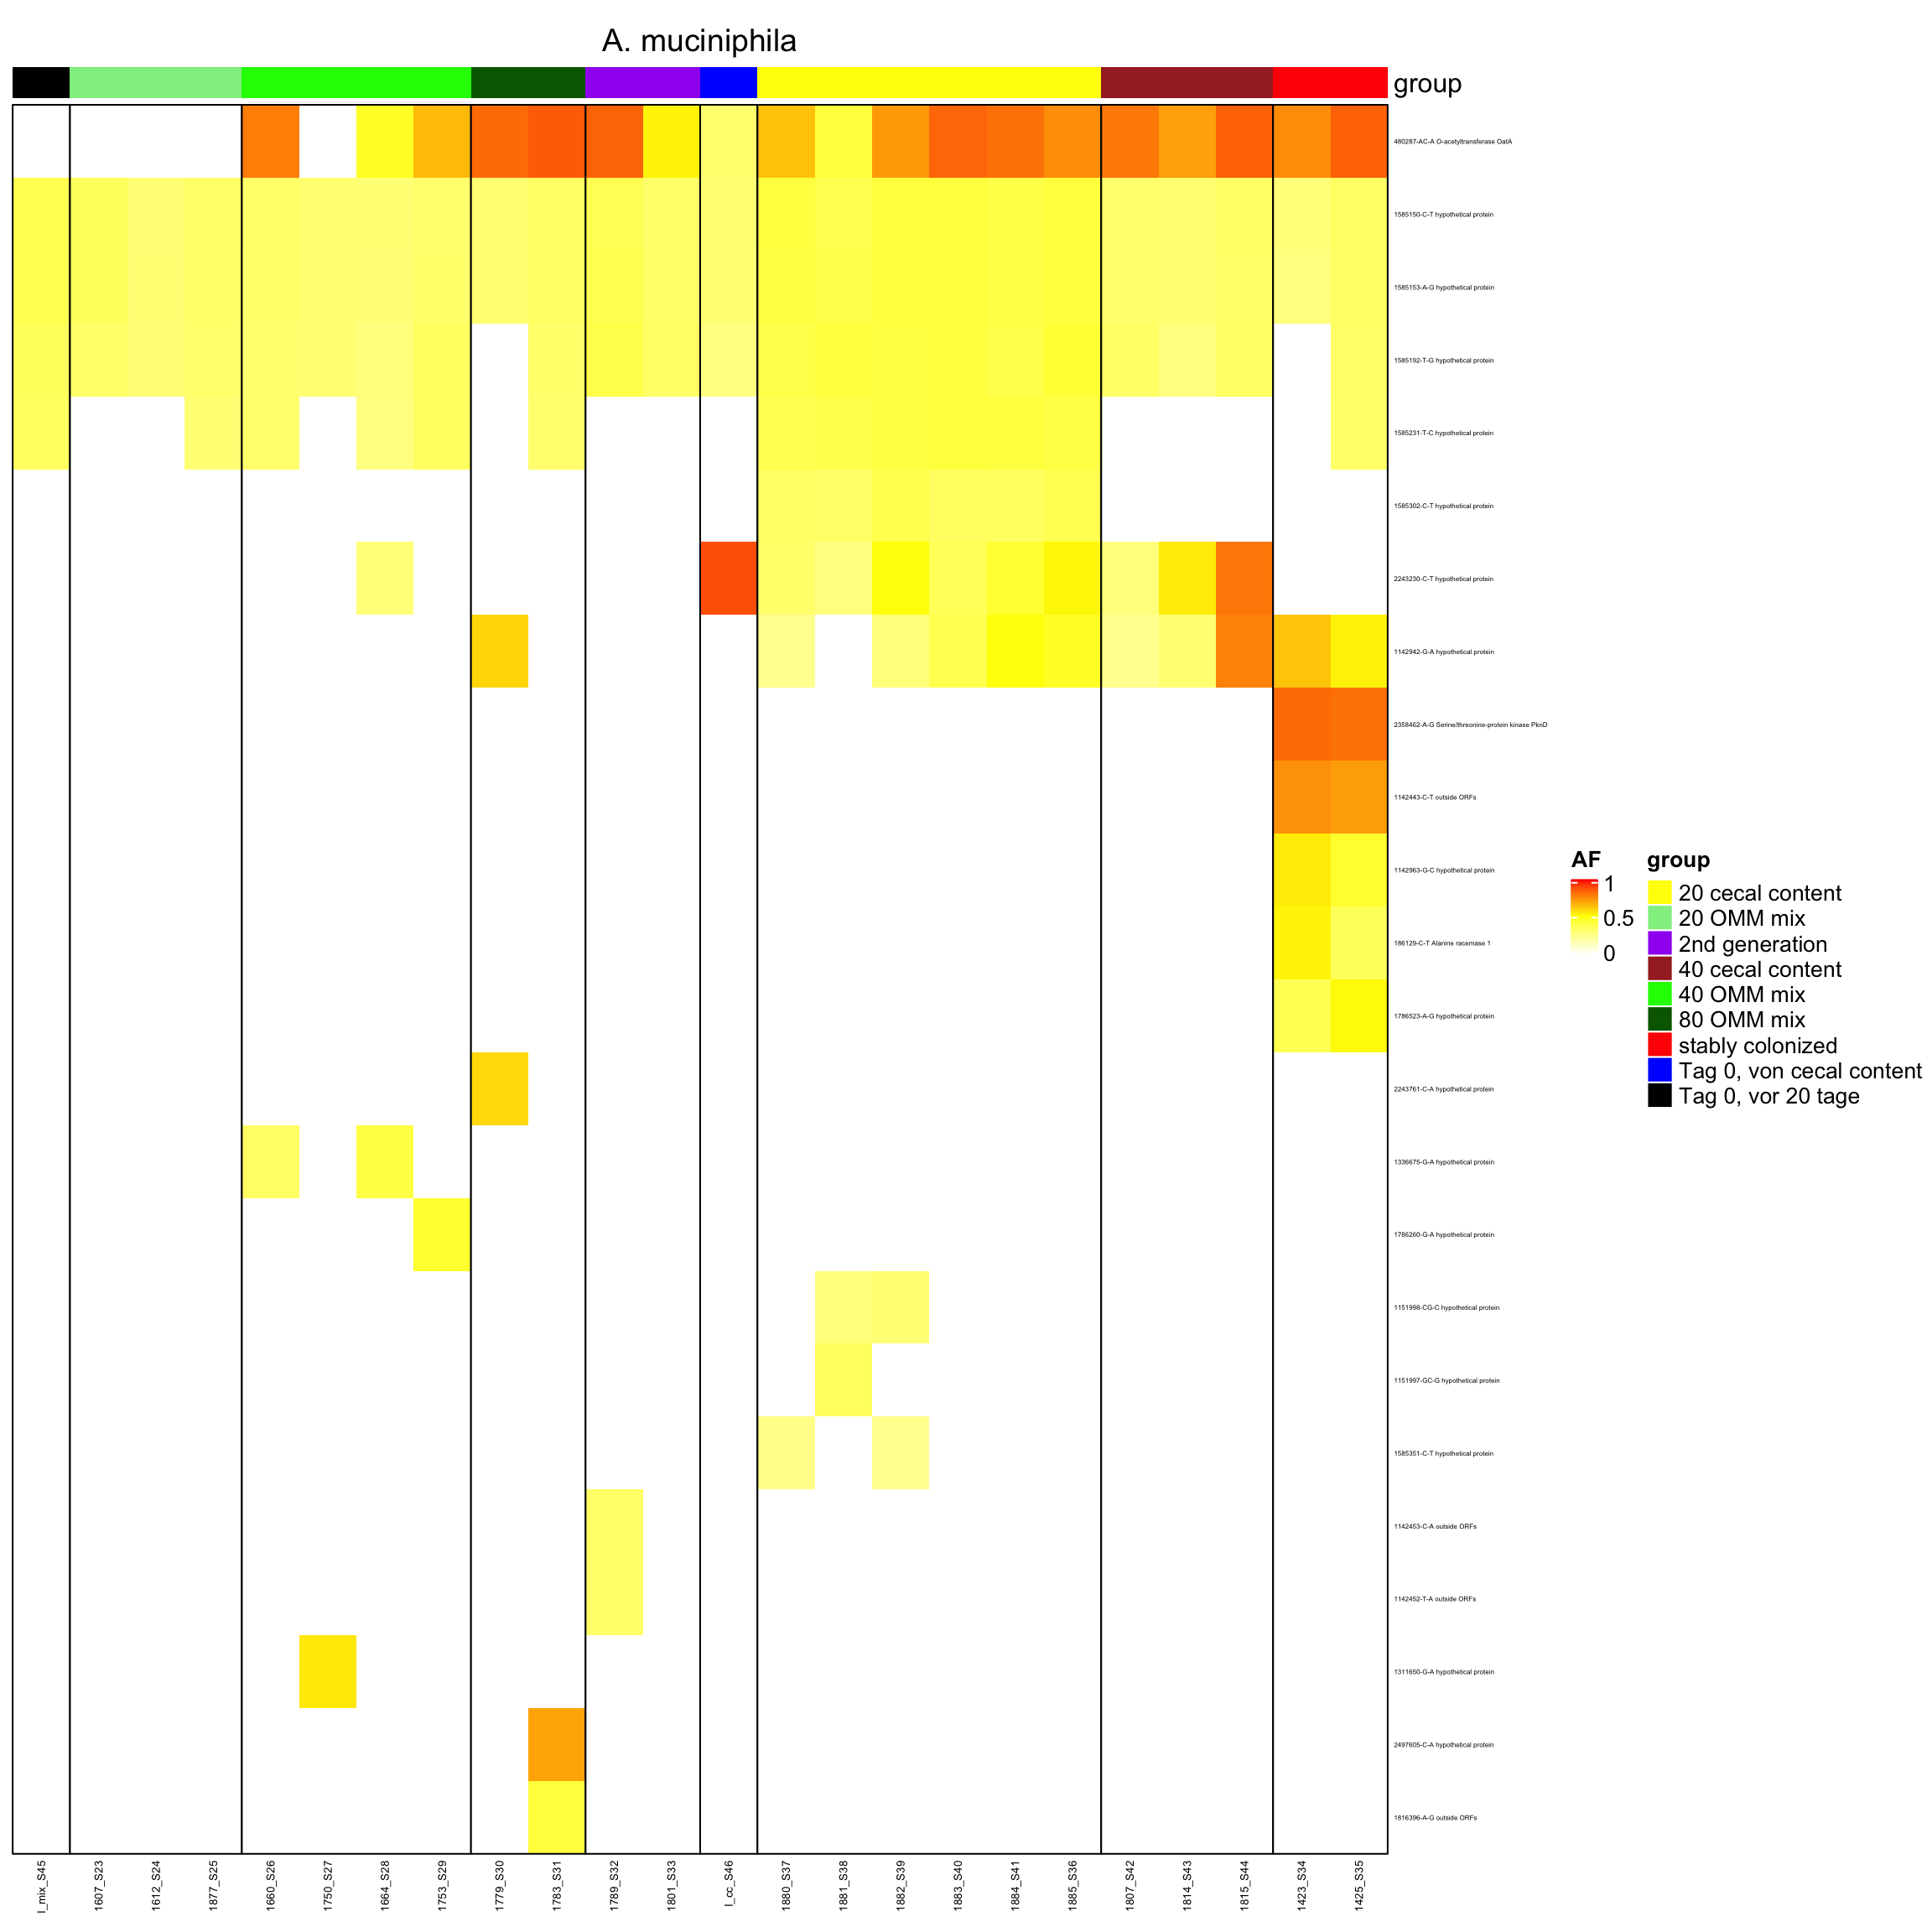 A. muciniphila
group
480287-AC-A O-acetyltransferase OatA
1585150-C-T hypothetical protein
1585153-A-G hypothetical protein
1585192-T-G hypothetical protein
1585231-T-C hypothetical protein
1585302-C-T hypothetical protein
2243230-C-T hypothetical protein
1142942-G-A hypothetical protein
2358462-A-G Serine/threonine-protein kinase PknD
1142443-C-T outside ORFs
1142963-G-C hypothetical protein
186129-C-T Alanine racemase 1
1786523-A-G hypothetical protein
2243761-C-A hypothetical protein
1336675-G-A hypothetical protein
1786260-G-A hypothetical protein
1151998-CG-C hypothetical protein
1151997-GC-G hypothetical protein
1585351-C-T hypothetical protein
1142453-C-A outside ORFs
1142452-T-A outside ORFs
1311650-G-A hypothetical protein
2497605-C-A hypothetical protein
1816396-A-G outside ORFs
AF
1
0.5
0
group
20 cecal content
20 OMM mix
2nd generation
40 cecal content
40 OMM mix
80 OMM mix
stably colonized
Tag 0, von cecal content
Tag 0, vor 20 tage
I_mix_S45
1607_S23
1612_S24
1877_S25
1660_S26
1750_S27
1664_S28
1753_S29
1779_S30
1783_S31
1789_S32
1801_S33
I_cc_S46
1880_S37
1881_S38
1882_S39
1883_S40
1884_S41
1885_S36
1807_S42
1814_S43
1815_S44
1423_S34
1425_S35